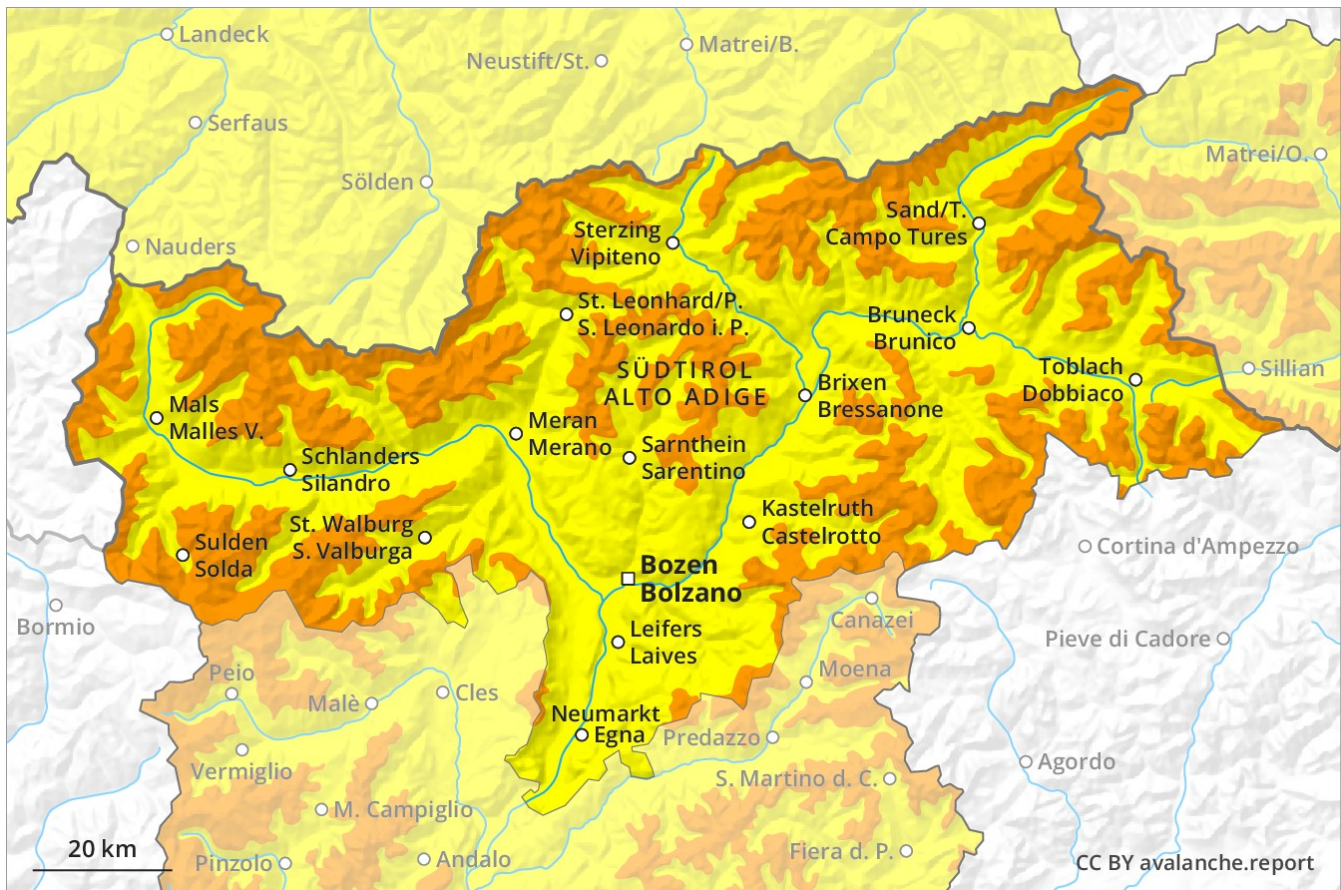 Landeck
Matrei/B.
Neustift/St.
Serfaus
Matrei/O.
Sölden
Sand/T.
Campo Tures
Sterzing
Vipiteno
Nauders
St. Leonhard/P.
S. Leonardo i. P.
Bruneck
Brunico
SÜDTIROL
ALTO ADIGE
Toblach
Dobbiaco
Sillian
Brixen
Bressanone
Mals
Malles V.
Meran
Merano
Sarnthein
Sarentino
Schlanders
Silandro
Kastelruth
Castelrotto
St. Walburg
S. Valburga
Sulden
Solda
Cortina d'Ampezzo
Bozen
Bolzano
Bormio
Canazei
Leifers
Laives
Pieve di Cadore
Peio
Moena
Malè
Cles
Neumarkt
Egna
Predazzo
Vermiglio
Agordo
S. Martino d. C.
M. Campiglio
20 km
Pinzolo
Andalo
Fiera d. P.
CC BY avalanche.report